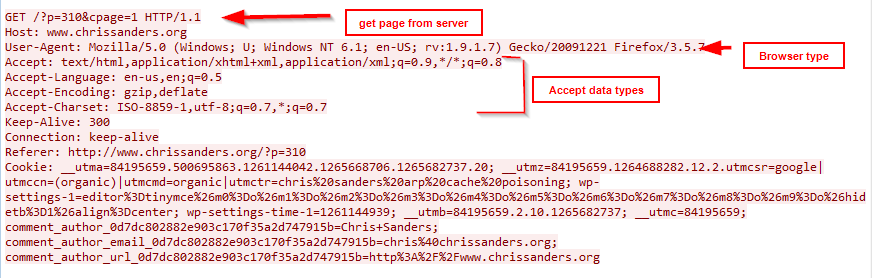 GET /?p=310&cpage=1 HTTP/1.1
get page from server
Host: www.chrissanders.org
User-Agent: Mozilla/5.0 (Windows; U; Windows NT 6.1; en-US; rv:1.9.1.7) Gecko/20091221 Firefox/3.5.7
Browser type
Accept: text/html,application/xhtml+xml,application/xml;q=0.9,*/*;q=0.8
Accept-Language: en-us,en;q=0.5
Accept-Encoding: gzip,deflate
Accept data types
Accept-Charset: ISO-8859-1,utf-8;q=0.7,*;q=0.7
Keep-Alive: 300
Connection: keep-alive
Referer: http://www.chrissanders.org/?p=310
Cookie: __utma=84195659.500695863.1261144042.1265668706.1265682737.20; __utmz=84195659.1264688282.12.2.utmcsr=google|
utmccn=(organic)|utmcmd=organic|utmctr=chris%20sanders%20arp%20cache%20poisoning; wp-
settings-1=editor%3Dtinymce%26m0%3Do%26m1%3Do%26m2%3Do%26m3%3Do%26m4%3Do%26m5%3Do%26m6%3Do%26m7%3Do%26m8%3Do%26m9%3Do%26hid
etb%3D1%26align%3Dcenter; wp-settings-time-1=1261144939; __utmb=84195659.2.10.1265682737; __utmc=84195659;
comment_author_0d7dc802882e903c170f35a2d747915b=Chris+Sanders;
comment_author_email_0d7dc802882e903c170f35a2d747915b=chris%40chrissanders.org;
comment_author_url_0d7dc802882e903c170f35a2d747915b=http%3A%2F%2Fwww.chrissanders.org